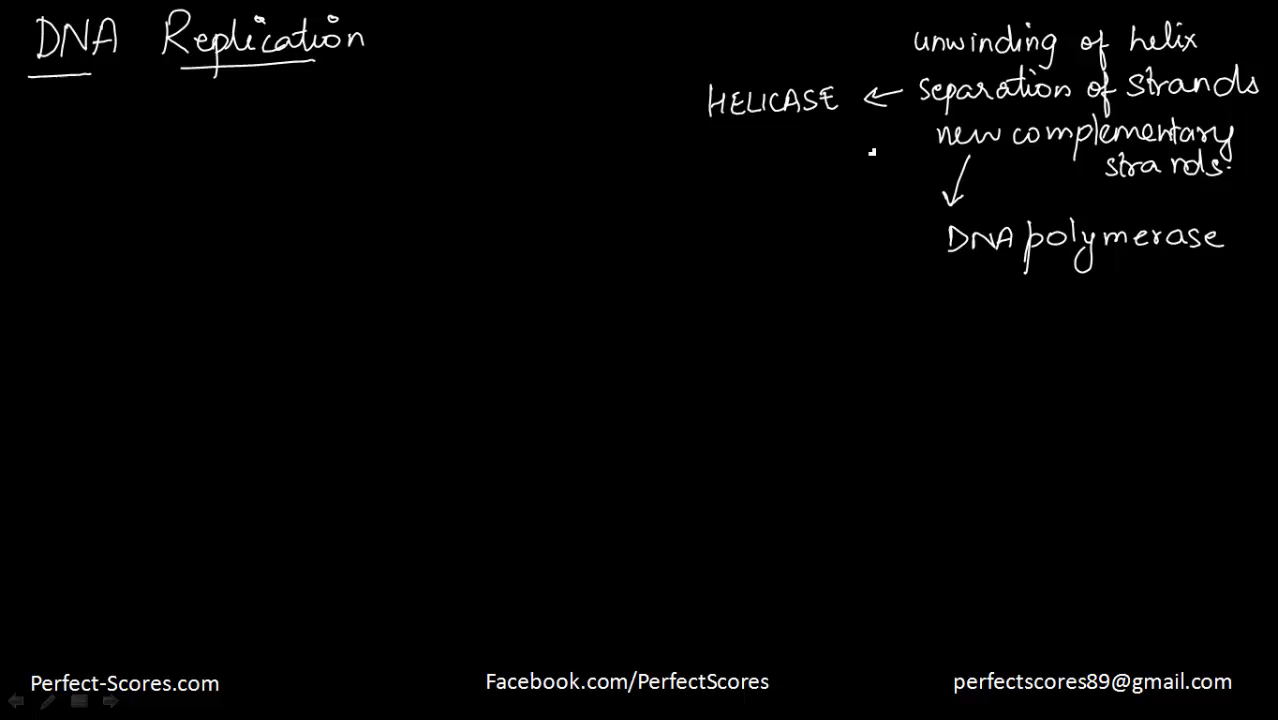 DNA Replication
unwinding of helix
HELICASE ← separation of strands
new complementary
strands.
DNA polymerase
Perfect-Scores.com
Facebook.com/PerfectScores
perfectscores89@gmail.com